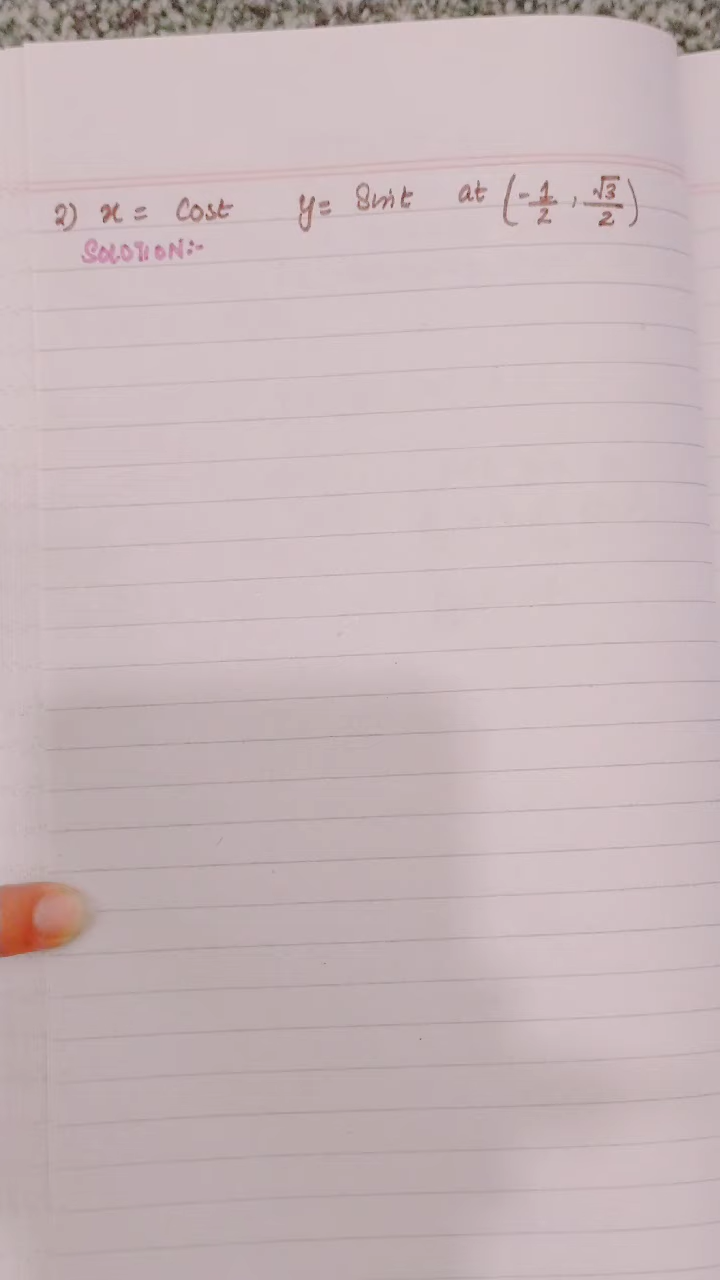 2) x = Cost y = Sint at (-1/2, √3/2)
SOLUTION:-